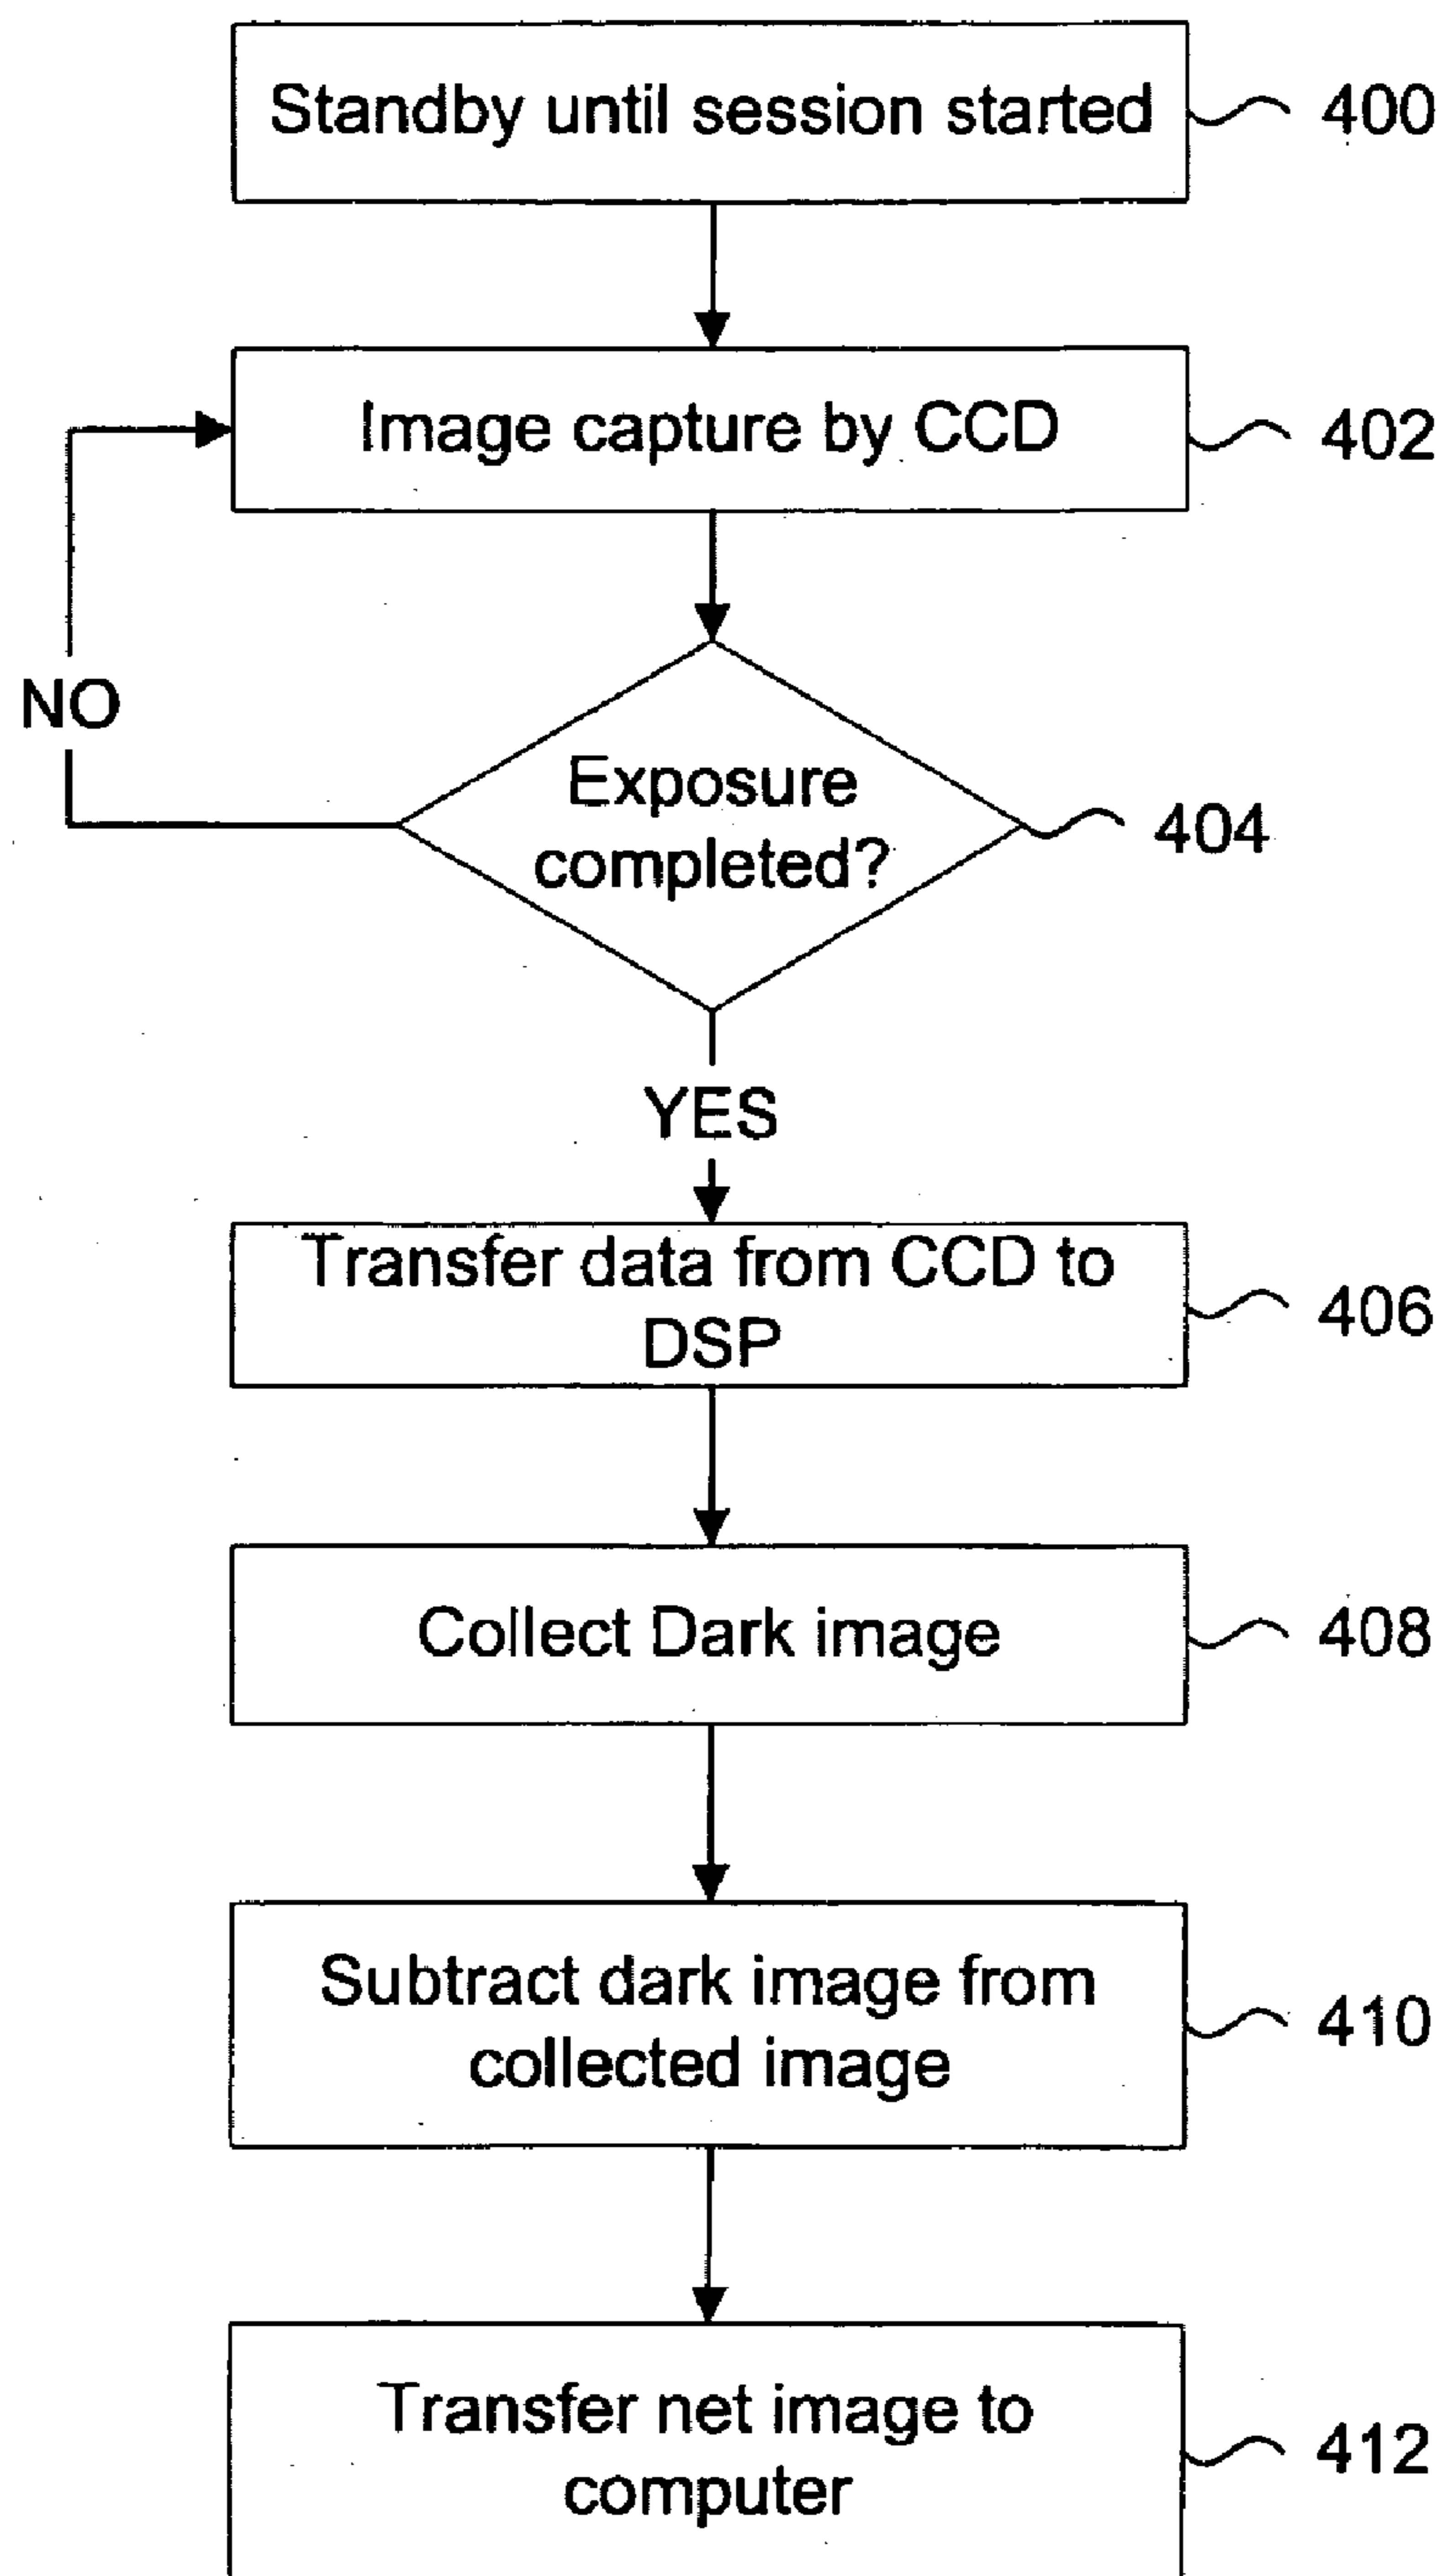 Standby until session started
400
Image capture by CCD
402
NO
Exposure
completed?
404
YES
Transfer data from CCD to
DSP
406
Collect Dark image
408
Subtract dark image from
collected image
410
Transfer net image to
computer
412